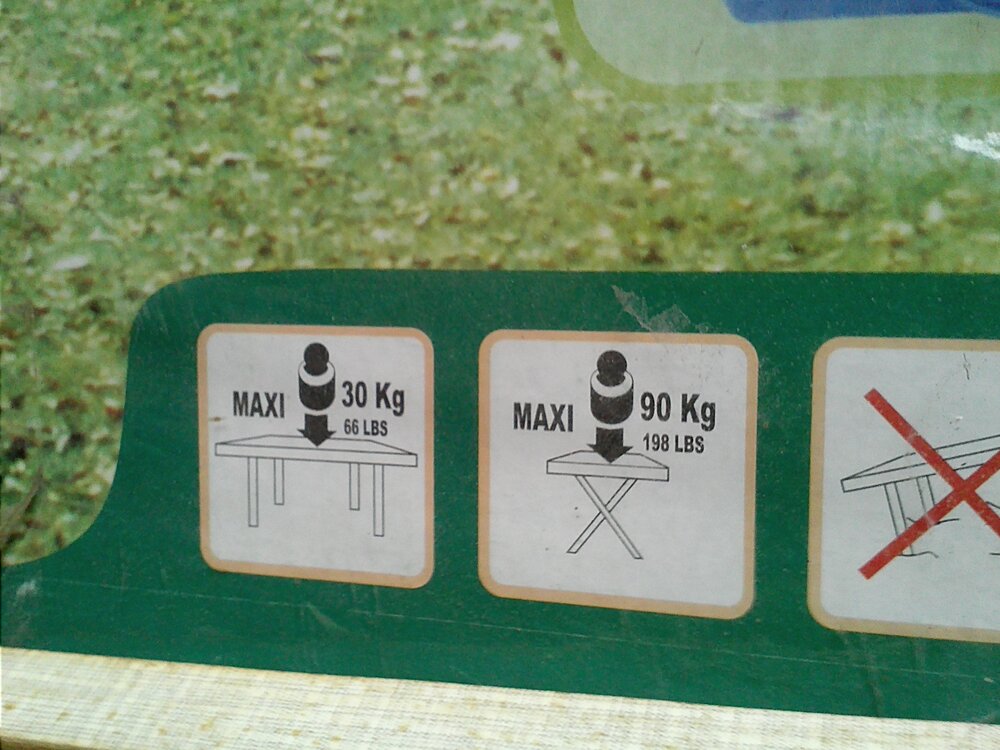 MAXI 30 Kg
66 LBS
MAXI 90 Kg
198 LBS